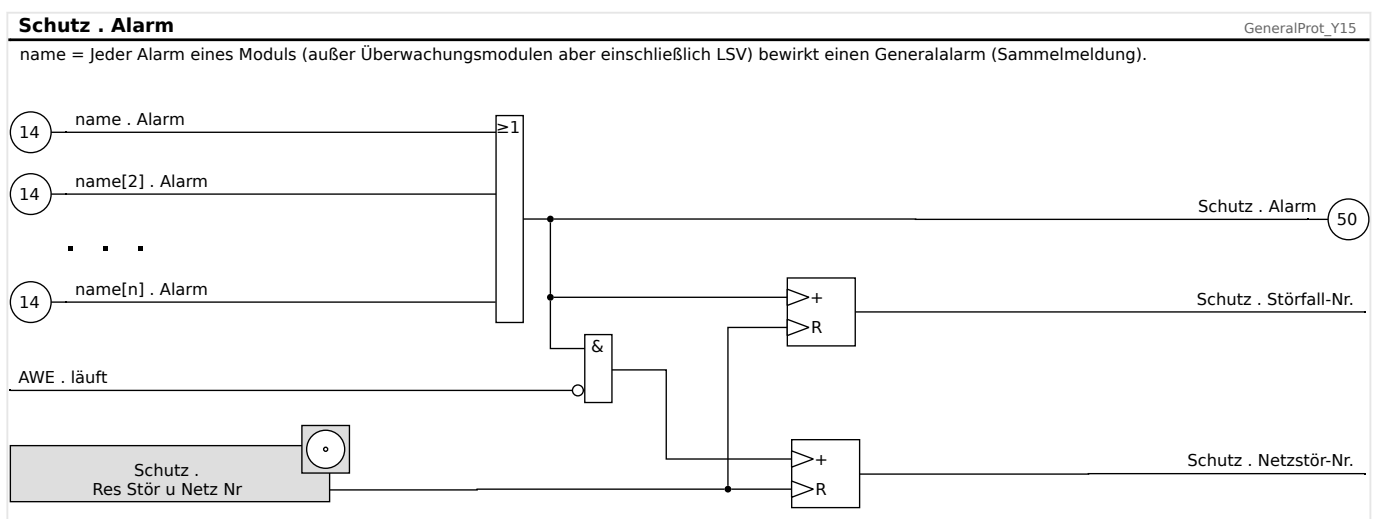 Schutz . Alarm
GeneralProt_Y15
name = Jeder Alarm eines Moduls (außer Überwachungsmodulen aber einschließlich LSV) bewirkt einen Generalalarm (Sammelmeldung).
14
name . Alarm
≥1
14
name[2] . Alarm
Schutz . Alarm
50
. . .
14
name[n] . Alarm
+
R
Schutz . Störfall-Nr.
&
AWE . läuft
Schutz .
Res Stör u Netz Nr
+
R
Schutz . Netzstör-Nr.